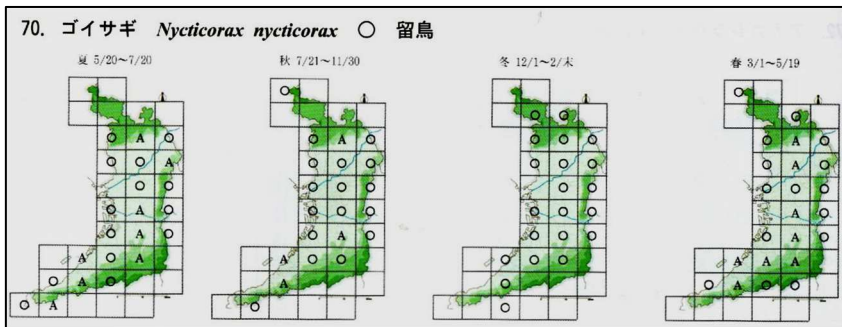 70. ゴイサギ Nycticorax nycticorax ○ 留鳥
夏 5/20～7/20
秋 7/21～11/30
冬 12/1～2/末
春 3/1～5/19
○ A ○
○ ○ A
○ ○
○ A ○
○ A ○
A ○ A
○ A ○
○ A
○
○ A ○
○ ○ ○
○ ○ ○
○ ○ ○
○ A ○
A ○ ○
A
○
○ ○
○ ○ ○
○ ○ ○
○ ○
○ ○ ○
○ ○ ○
○ ○ ○
○
○
○
○
○ A ○
○ A
○ A ○
A ○
○ A ○
A A A
○ A ○ ○
○